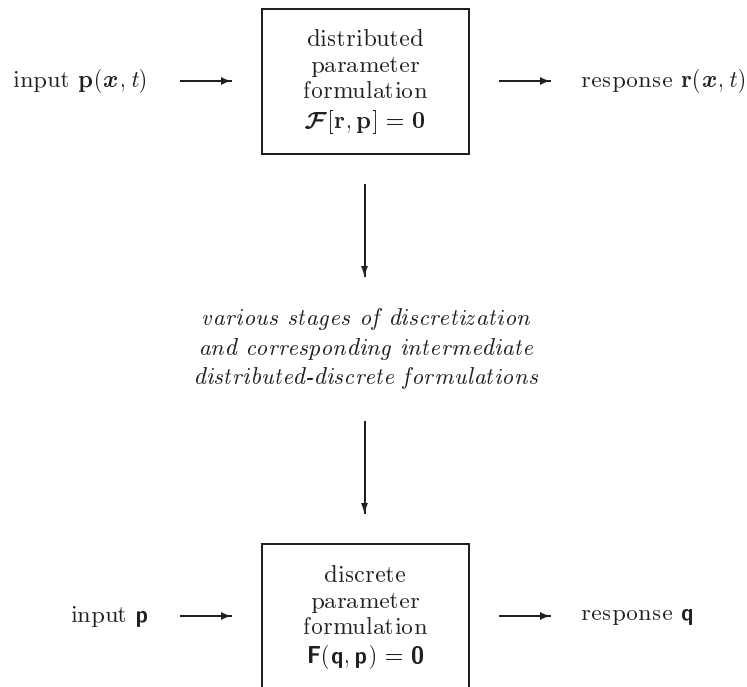 distributed
parameter
input p(x, t)
formulation
response r(x, t)
𝓕[r, p] = 0
various stages of discretization
and corresponding intermediate
distributed-discrete formulations
discrete
parameter
input p
formulation
response q
F(q, p) = 0